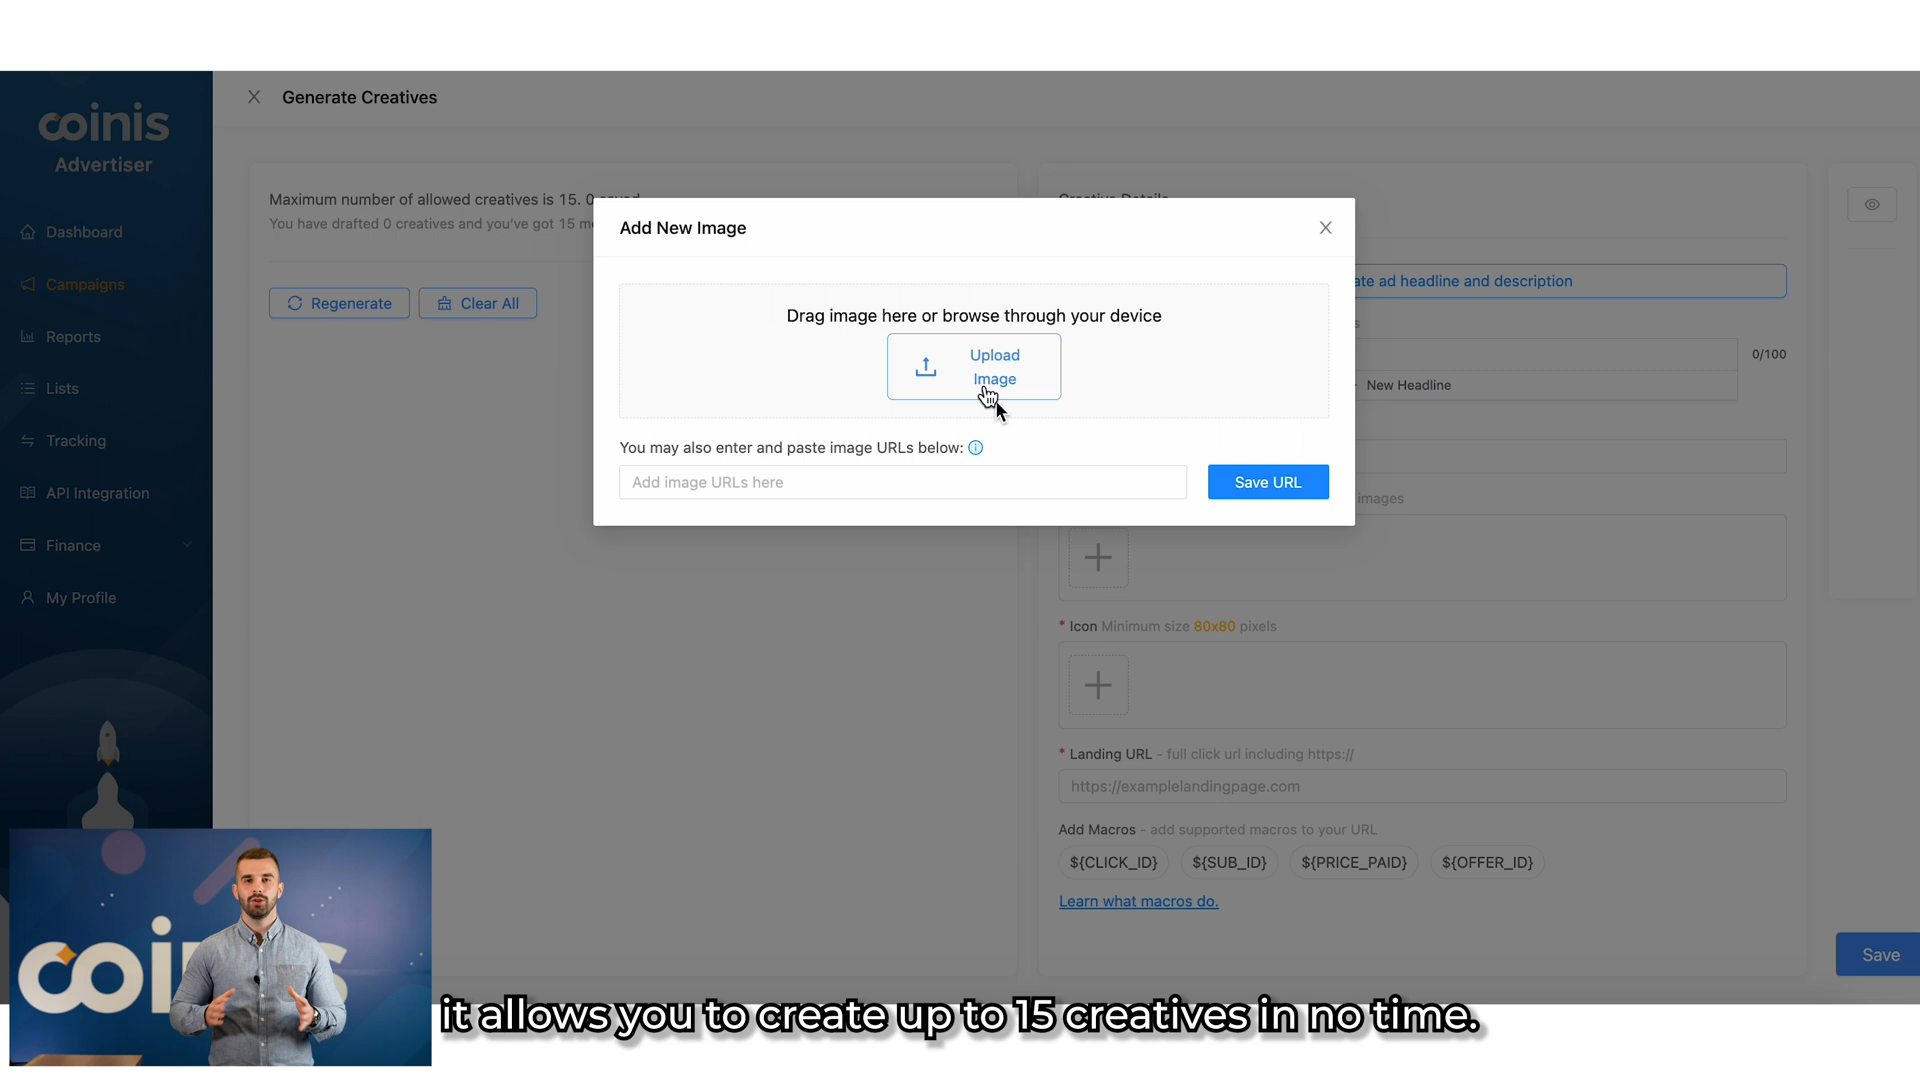 coinis
Advertiser
Dashboard
Campaigns
Reports
Lists
Tracking
API Integration
Finance
My Profile
Generate Creatives
Maximum number of allowed creatives is 15. 0
You have drafted 0 creatives and you've got 15
Regenerate
Clear All
Add New Image
Drag image here or browse through your device
Upload
Image
You may also enter and paste image URLs below:
Add image URLs here
Save URL
Creative Details
ad headline and description
0/100
New Headline
images
* Icon Minimum size 80x80 pixels
* Landing URL - full click url including https://
https://examplelandingpage.com
Add Macros - add supported macros to your URL
${CLICK_ID} ${SUB_ID} ${PRICE_PAID} ${OFFER_ID}
Learn what macros do.
Save
it allows you to create up to 15 creatives in no time.